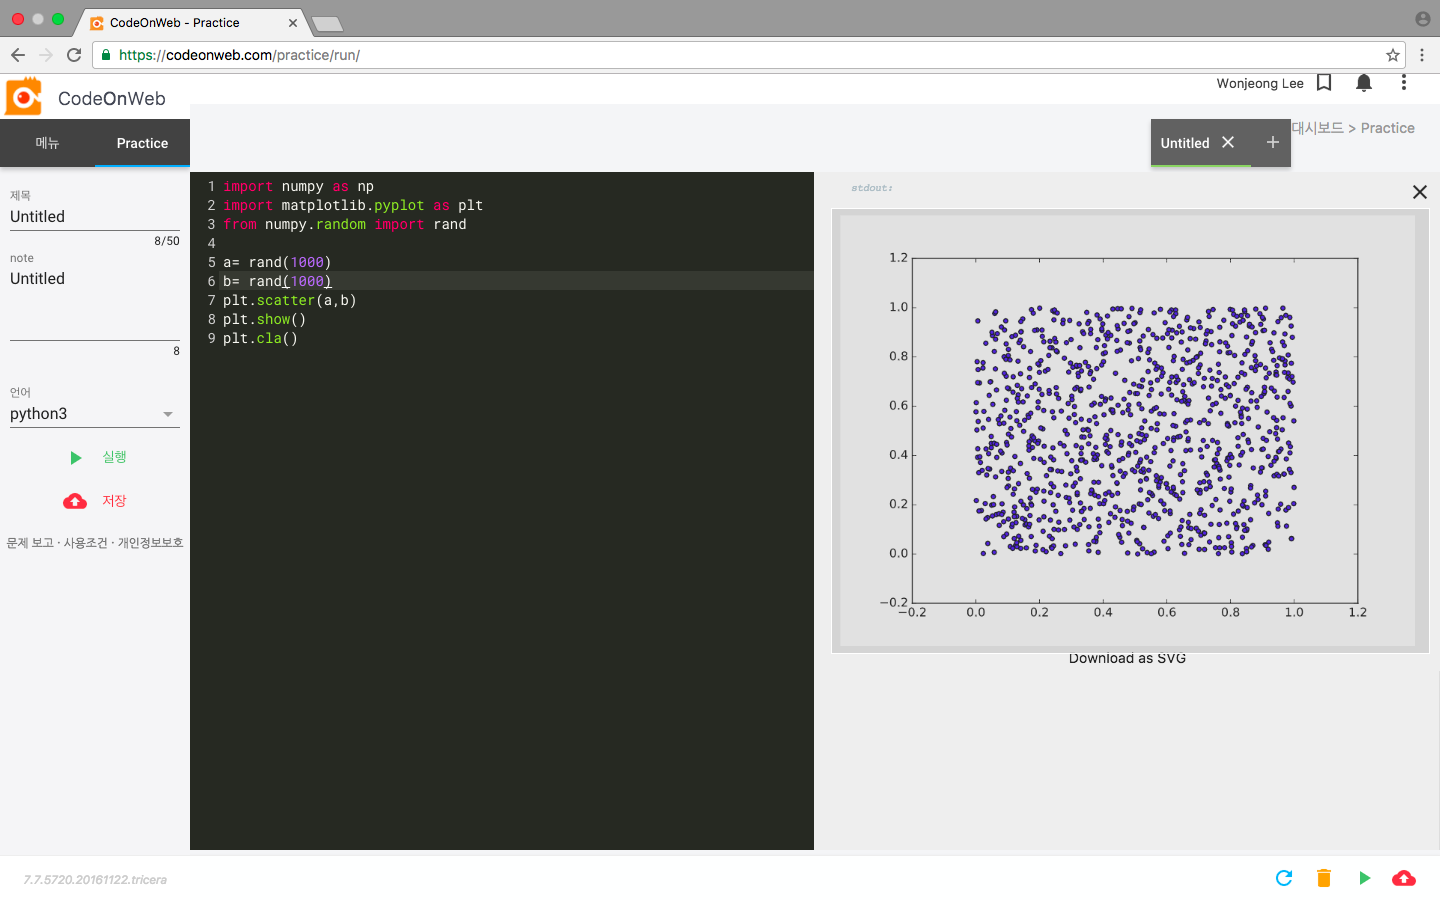 CodeOnWeb - Practice
https://codeonweb.com/practice/run/
Wonjeong Lee
CodeOnWeb
메뉴
Practice
Untitled
대시보드 > Practice
제목
Untitled
8/50
note
Untitled
8
언어
python3
실행
저장
문제 보고 · 사용조건 · 개인정보보호
1 import numpy as np
2 import matplotlib.pyplot as plt
3 from numpy.random import rand
4
5 a= rand(1000)
6 b= rand(1000)
7 plt.scatter(a,b)
8 plt.show()
9 plt.cla()
stdout:
1.2
1.0
0.8
0.6
0.4
0.2
0.0
−0.2
−0.2 0.0 0.2 0.4 0.6 0.8 1.0 1.2
Download as SVG
7.7.5720.20161122.tricera